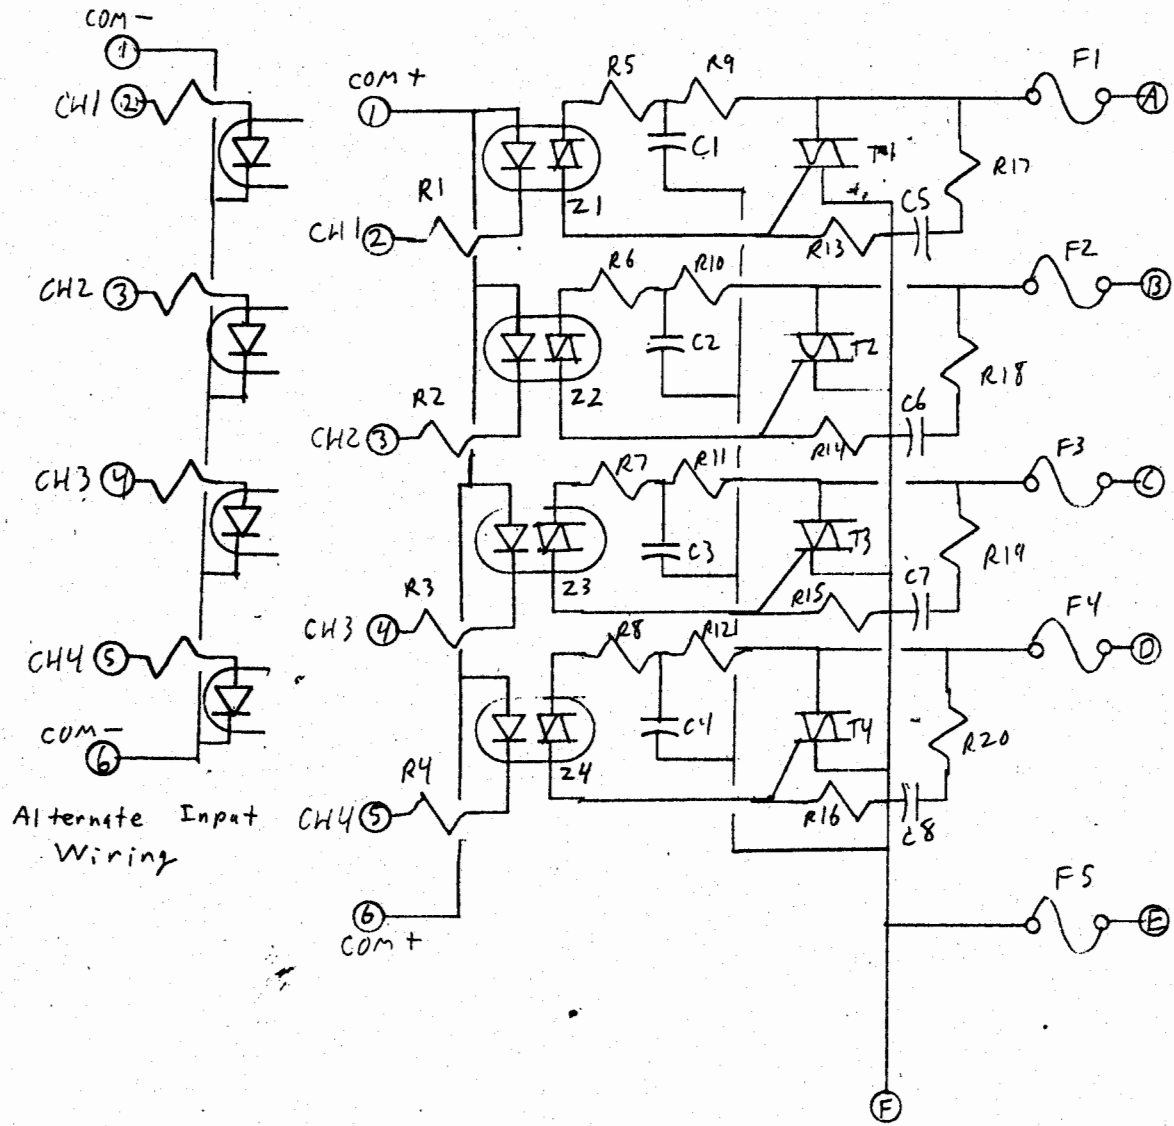 COM-
1
CH1 2
CH2 3
CH3 4
CH4 5
COM-
6
Alternate Input
Wiring
COM+
1
R5 R9 F1
A
C1 T1 R17
Z1
R1
CH1 2
R13 C5
R6 R10 F2
B
C2 T2 R18
Z2
R2
CH2 3
R14 C6
R7 R11 F3
C
C3 T3 R19
Z3
R3
CH3 4
R15 C7
R8 R12 F4
D
C4 T4 R20
Z4
R4
CH4 5
R16 C8
6
COM+
F5
E
F